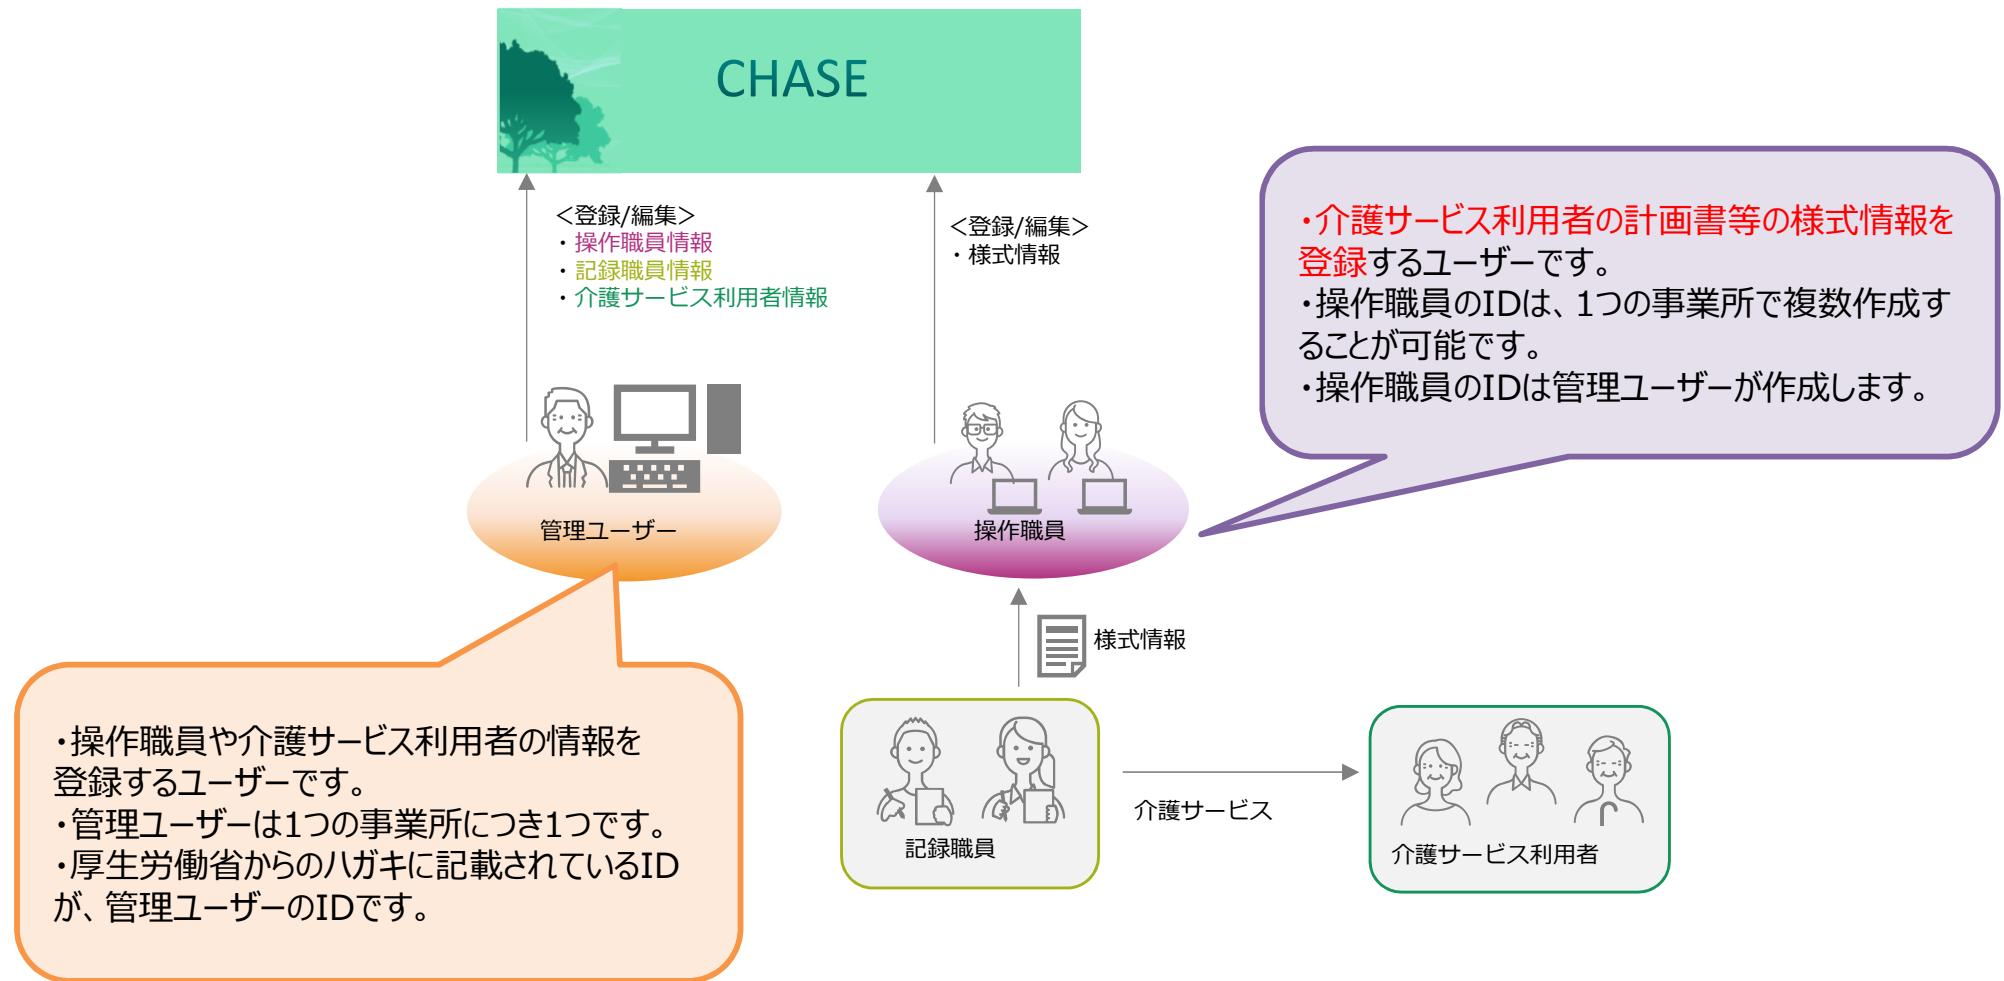 CHASE
＜登録/編集＞
・操作職員情報
・記録職員情報
・介護サービス利用者情報
＜登録/編集＞
・様式情報
・介護サービス利用者の計画書等の様式情報を
登録するユーザーです。
・操作職員のIDは、1つの事業所で複数作成す
ることが可能です。
・操作職員のIDは管理ユーザーが作成します。
管理ユーザー
操作職員
様式情報
・操作職員や介護サービス利用者の情報を
登録するユーザーです。
・管理ユーザーは1つの事業所につき1つです。
・厚生労働省からのハガキに記載されているID
が、管理ユーザーのIDです。
記録職員
介護サービス
介護サービス利用者